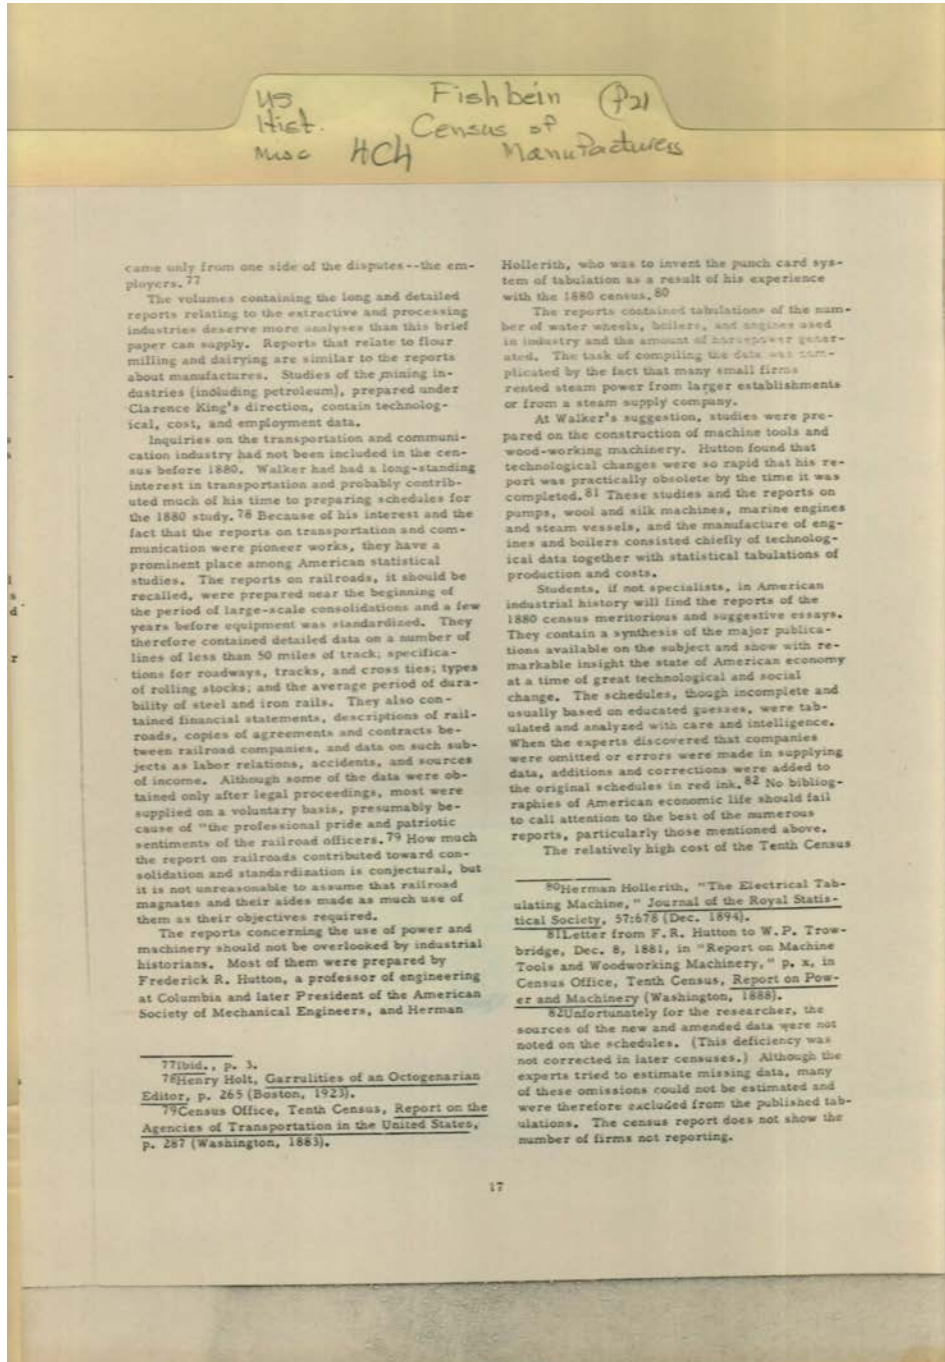 US Fishbein P21
Hist. Census of
Misc HCH Manufacturers
came only from one side of the disputes--the em-
ployers.77
The volumes containing the long and detailed
reports relating to the extractive and processing
industries deserve more analyses than this brief
paper can supply. Reports that relate to flour
milling and dairying are similar to the reports
about manufactures. Studies of the mining in-
dustries (including petroleum), prepared under
Clarence King's direction, contain technolog-
ical, cost, and employment data.
Inquiries on the transportation and communi-
cation industry had not been included in the cen-
sus before 1880. Walker had had a long-standing
interest in transportation and probably contrib-
uted much of his time to preparing schedules for
the 1880 study.78 Because of his interest and the
fact that the reports on transportation and com-
munication were pioneer works, they have a
prominent place among American statistical
studies. The reports on railroads, it should be
recalled, were prepared near the beginning of
the period of large-scale consolidations and a few
years before equipment was standardized. They
therefore contained detailed data on a number of
lines of less than 50 miles of track; specifica-
tions for roadways, tracks, and cross ties; types
of rolling stocks; and the average period of dura-
bility of steel and iron rails. They also con-
tained financial statements, descriptions of rail-
roads, copies of agreements and contracts be-
tween railroad companies, and data on such sub-
jects as labor relations, accidents, and sources
of income. Although some of the data were ob-
tained only after legal proceedings, most were
supplied on a voluntary basis, presumably be-
cause of "the professional pride and patriotic
sentiments of the railroad officers.79 How much
the report on railroads contributed toward con-
solidation and standardization is conjectural, but
it is not unreasonable to assume that railroad
magnates and their aides made as much use of
them as their objectives required.
The reports concerning the use of power and
machinery should not be overlooked by industrial
historians. Most of them were prepared by
Frederick R. Hutton, a professor of engineering
at Columbia and later President of the American
Society of Mechanical Engineers, and Herman
77Ibid., p. 3.
78Henry Holt, Garrulities of an Octogenarian
Editor, p. 265 (Boston, 1923).
79Census Office, Tenth Census, Report on the
Agencies of Transportation in the United States,
p. 287 (Washington, 1883).
Hollerith, who was to invent the punch card sys-
tem of tabulation as a result of his experience
with the 1880 census.80
The reports contained tabulations of the num-
ber of water wheels, boilers, and engines used
in industry and the amount of horsepower gener-
ated. The task of compiling the data was com-
plicated by the fact that many small firms
rented steam power from larger establishments
or from a steam supply company.
At Walker's suggestion, studies were pre-
pared on the construction of machine tools and
wood-working machinery. Hutton found that
technological changes were so rapid that his re-
port was practically obsolete by the time it was
completed.81 These studies and the reports on
pumps, wool and silk machines, marine engines
and steam vessels, and the manufacture of eng-
ines and boilers consisted chiefly of technolog-
ical data together with statistical tabulations of
production and costs.
Students, if not specialists, in American
industrial history will find the reports of the
1880 census meritorious and suggestive essays.
They contain a synthesis of the major publica-
tions available on the subject and show with re-
markable insight the state of American economy
at a time of great technological and social
change. The schedules, though incomplete and
usually based on educated guesses, were tab-
ulated and analyzed with care and intelligence.
When the experts discovered that companies
were omitted or errors were made in supplying
data, additions and corrections were added to
the original schedules in red ink.82 No bibliog-
raphies of American economic life should fail
to call attention to the best of the numerous
reports, particularly those mentioned above.
The relatively high cost of the Tenth Census
80Herman Hollerith, "The Electrical Tab-
ulating Machine," Journal of the Royal Statis-
tical Society, 57:678 (Dec. 1894).
81Letter from F.R. Hutton to W.P. Trow-
bridge, Dec. 8, 1881, in "Report on Machine
Tools and Woodworking Machinery," p. x, in
Census Office, Tenth Census, Report on Pow-
er and Machinery (Washington, 1888).
82Unfortunately for the researcher, the
sources of the new and amended data were not
noted on the schedules. (This deficiency was
not corrected in later censuses.) Although the
experts tried to estimate missing data, many
of these omissions could not be estimated and
were therefore excluded from the published tab-
ulations. The census report does not show the
number of firms not reporting.
17